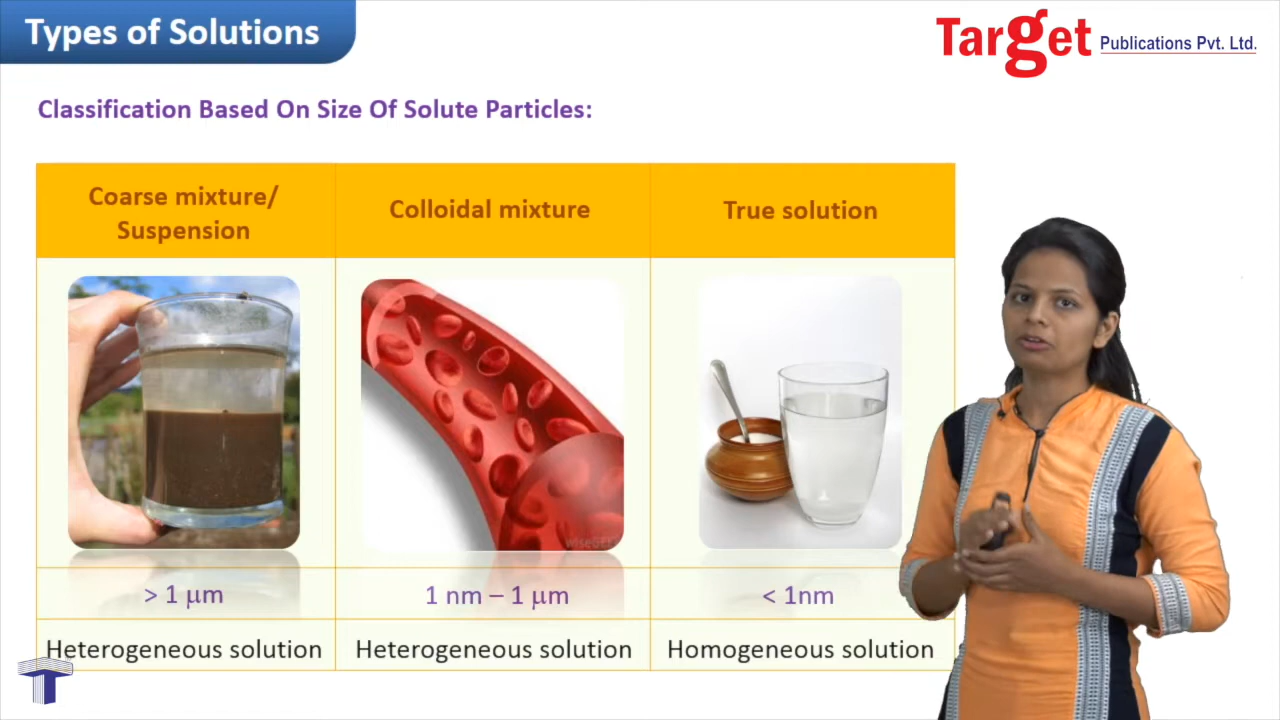 Types of Solutions
Target Publications Pvt. Ltd.
Classification Based On Size Of Solute Particles:
Coarse mixture/
Suspension
Colloidal mixture
True solution
wiseGEEK
> 1 μm
1 nm – 1 μm
< 1nm
Heterogeneous solution
Heterogeneous solution
Homogeneous solution
T